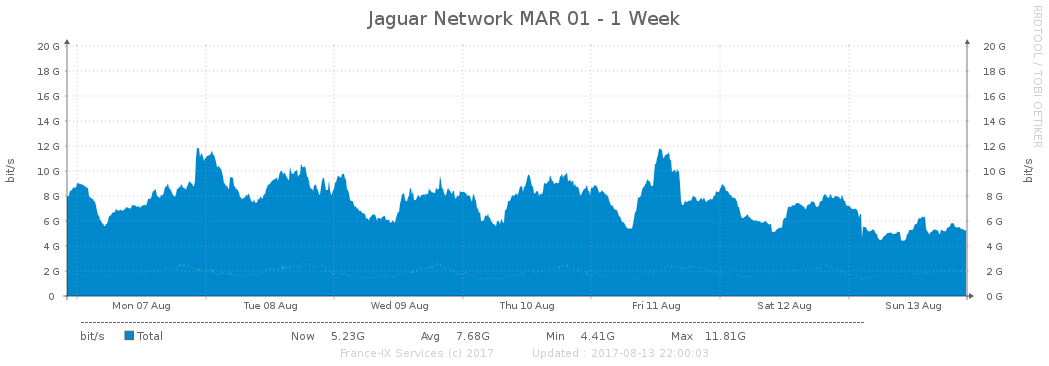 Jaguar Network MAR 01 - 1 Week
RRDTOOL / TOBI OETIKER
bit/s
20 G 20 G
18 G 18 G
16 G 16 G
14 G 14 G
12 G 12 G
10 G 10 G
8 G 8 G
6 G 6 G
4 G 4 G
2 G 2 G
0 0 G
bit/s
Mon 07 Aug Tue 08 Aug Wed 09 Aug Thu 10 Aug Fri 11 Aug Sat 12 Aug Sun 13 Aug
bit/s Total Now 5.23G Avg 7.68G Min 4.41G Max 11.81G
France-IX Services (c) 2017 Updated : 2017-08-13 22:00:03